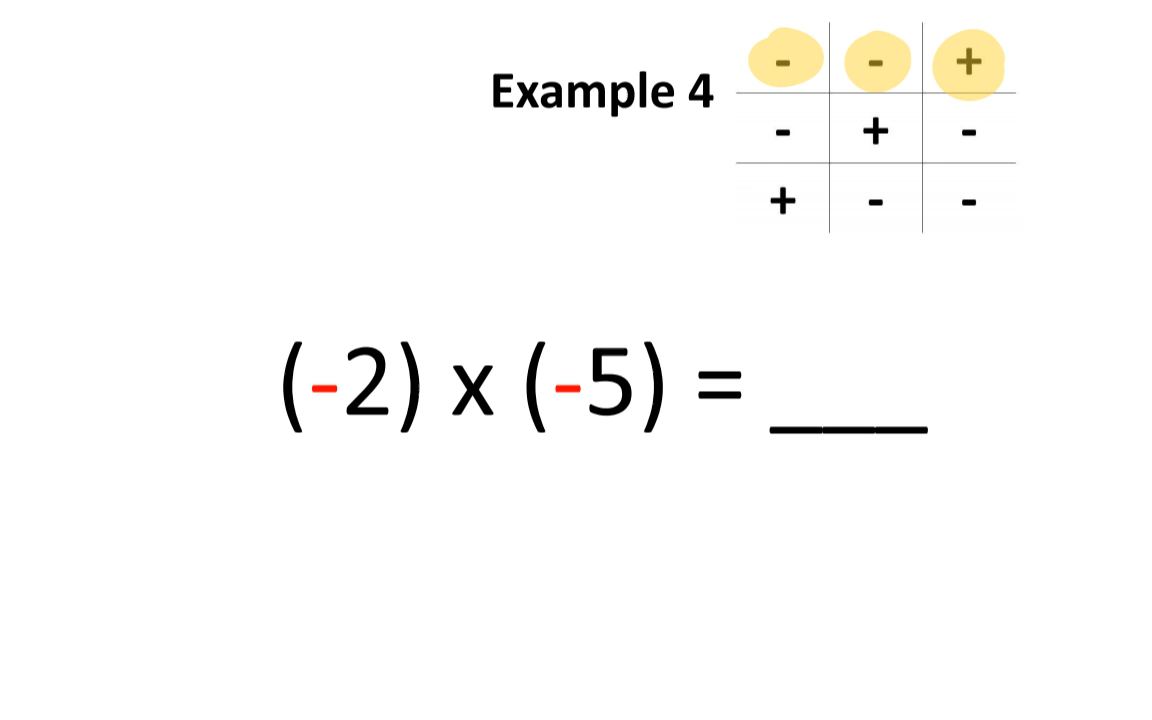 Example 4
- - +
- + -
+ - -
(-2) x (-5) = ___